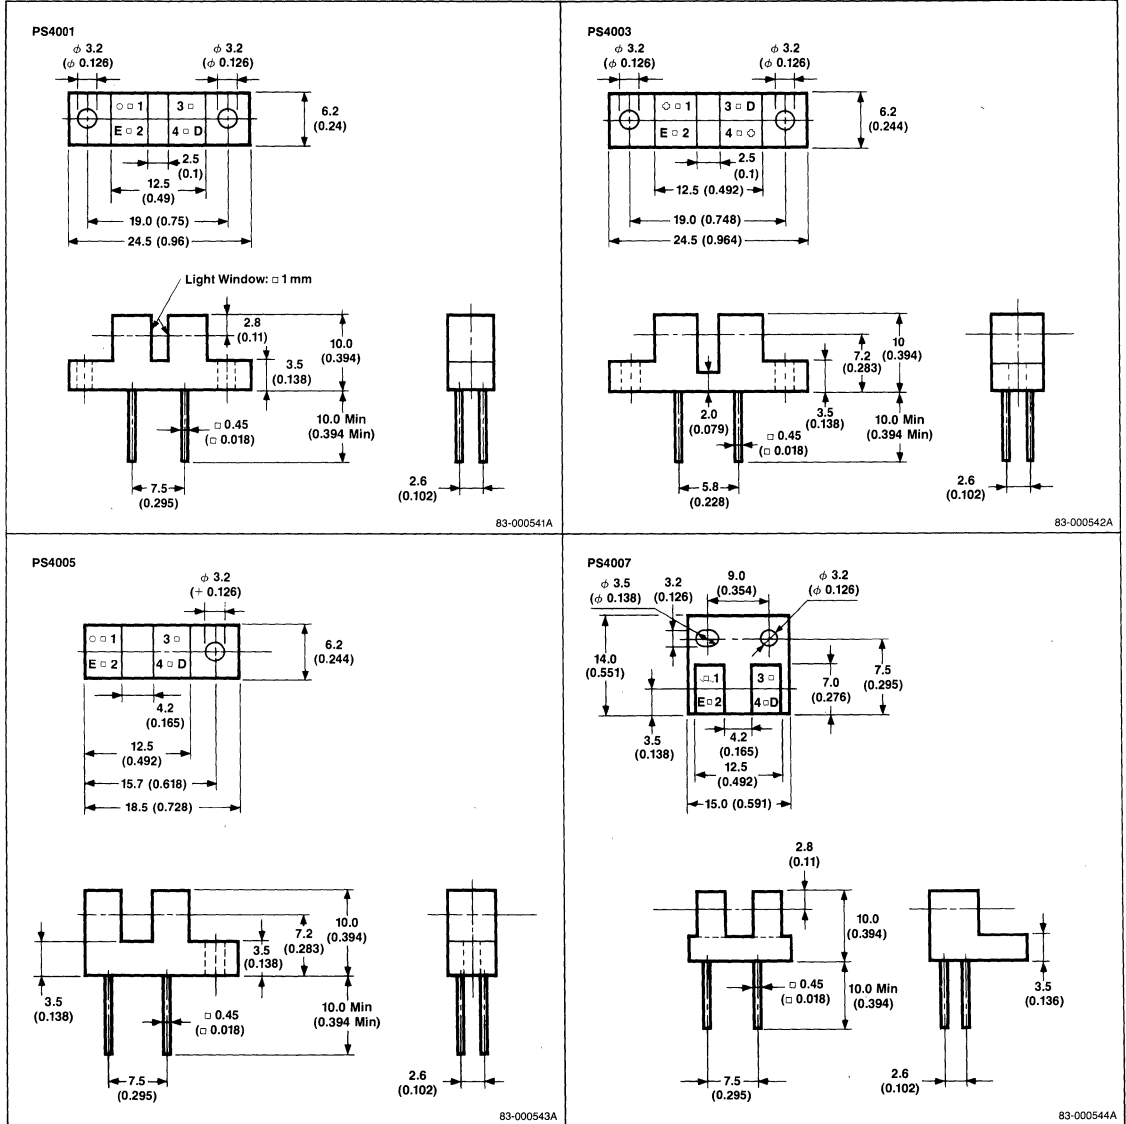 PS4001
ϕ 3.2
(ϕ 0.126)
ϕ 3.2
(ϕ 0.126)
○ □ 1
3 □
E □ 2
4 □ D
6.2
(0.24)
2.5
(0.1)
12.5
(0.49)
19.0 (0.75)
24.5 (0.96)
Light Window: □ 1 mm
2.8
(0.11)
10.0
(0.394)
3.5
(0.138)
□ 0.45
(□ 0.018)
10.0 Min
(0.394 Min)
7.5
(0.295)
2.6
(0.102)
83-000541A
PS4003
ϕ 3.2
(ϕ 0.126)
ϕ 3.2
(ϕ 0.126)
○ □ 1
3 □ D
E □ 2
4 □ ○
6.2
(0.244)
2.5
(0.1)
12.5 (0.492)
19.0 (0.748)
24.5 (0.964)
7.2
(0.283)
10
(0.394)
2.0
(0.079)
3.5
(0.138)
10.0 Min
(0.394 Min)
□ 0.45
(□ 0.018)
5.8
(0.228)
2.6
(0.102)
83-000542A
PS4005
ϕ 3.2
(+ 0.126)
○ □ 1
3 □
E □ 2
4 □ D
6.2
(0.244)
4.2
(0.165)
12.5
(0.492)
15.7 (0.618)
18.5 (0.728)
7.2
(0.283)
10.0
(0.394)
3.5
(0.138)
3.5
(0.138)
□ 0.45
(□ 0.018)
10.0 Min
(0.394 Min)
7.5
(0.295)
2.6
(0.102)
83-000543A
PS4007
ϕ 3.5
(ϕ 0.138)
3.2
(0.126)
9.0
(0.354)
ϕ 3.2
(ϕ 0.126)
14.0
(0.551)
□ 1
3 □
E □ 2
4 □ D
7.0
(0.276)
7.5
(0.295)
3.5
(0.138)
4.2
(0.165)
12.5
(0.492)
15.0 (0.591)
2.8
(0.11)
10.0
(0.394)
□ 0.45
(□ 0.018)
10.0 Min
(0.394)
3.5
(0.136)
7.5
(0.295)
2.6
(0.102)
83-000544A